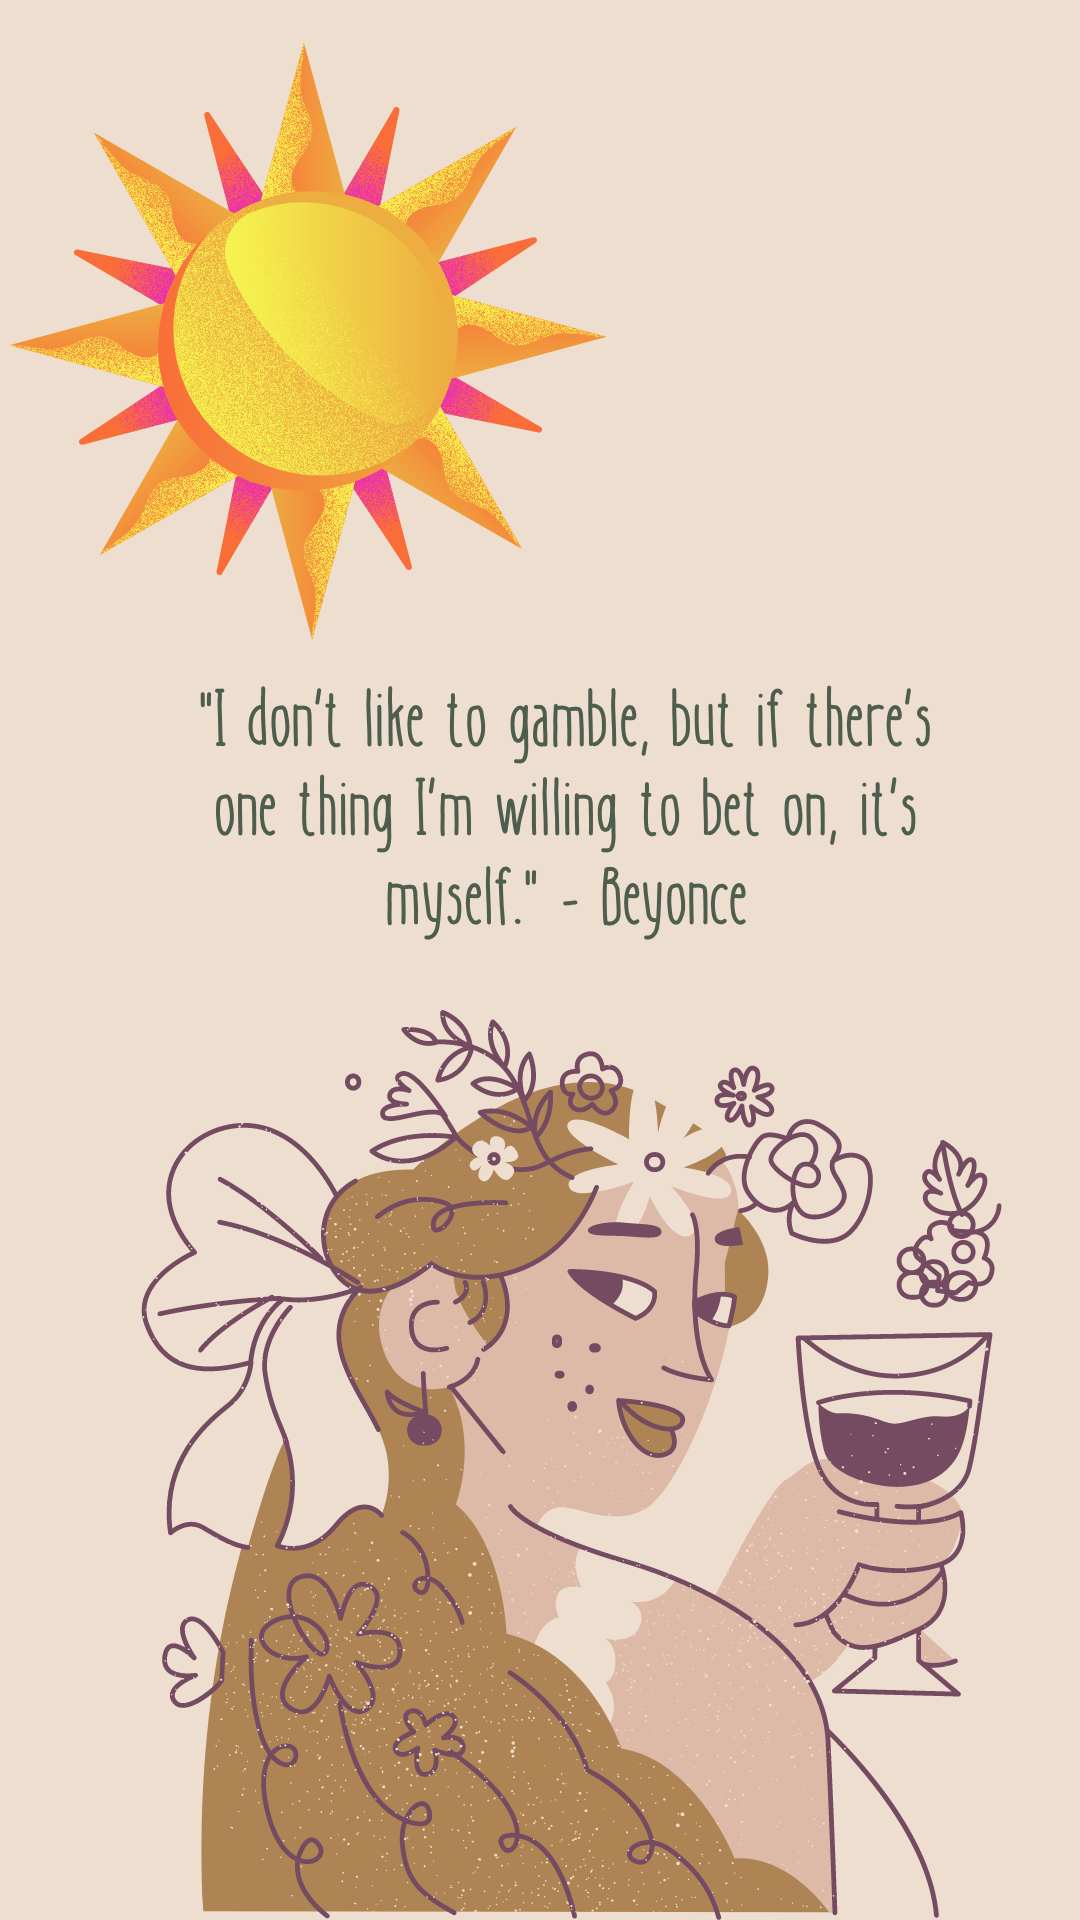 "I don't like to gamble, but if there's
one thing I'm willing to bet on, it's
myself." - Beyonce